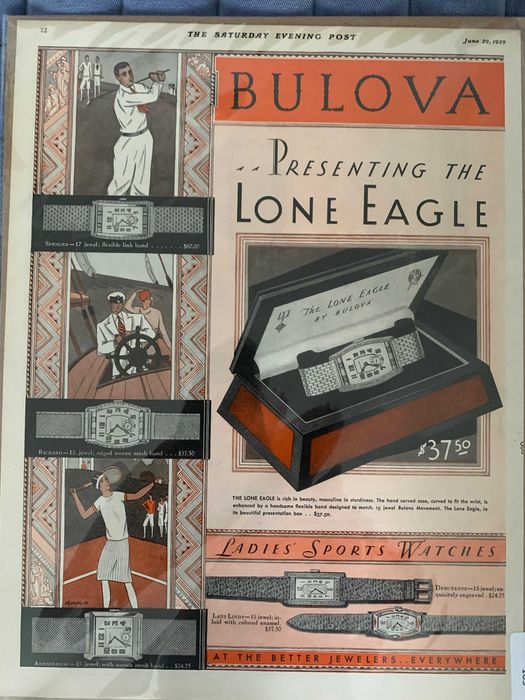 72
THE SATURDAY EVENING POST
June 29, 1929
BULOVA
..PRESENTING THE
LONE EAGLE
The LONE EAGLE
BY BULOVA
$37.50
THE LONE EAGLE is rich in beauty, masculine in sturdiness. The hand carved case, curved to fit the wrist, is
enhanced by a handsome flexible band designed to match. 15 jewel Bulova Movement. The Lone Eagle, in
its beautiful presentation box . . $37.50.
SPENCER—17 jewel; flexible link band . . . . . . . $60.00
RICHARD—15 jewel; edged woven mesh band . . . $37.50
AMBASSADOR—15 jewel; with woven mesh band . . $24.75
LADIES' SPORTS WATCHES
DEBUTANTE—15 jewel; ex-
quisitely engraved . $24.75
LADY LINDY—15 jewel; in-
laid with colored enamel.
$37.50
AT THE BETTER JEWELERS..EVERYWHERE